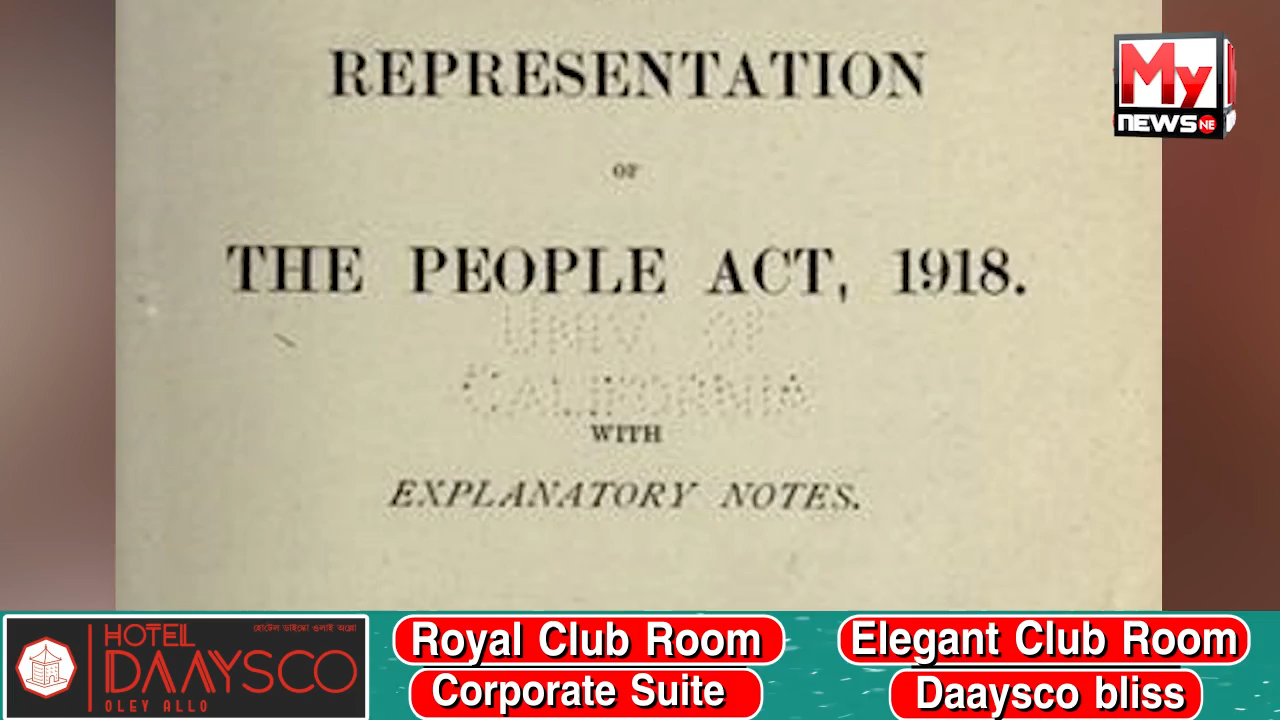 REPRESENTATION
OF
THE PEOPLE ACT, 1918.
UNIV. OF
CALIFORNIA
WITH
EXPLANATORY NOTES.
My
NEWS NE
HOTEL
DAAYSCO
OLEY ALLO
Royal Club Room
Corporate Suite
Elegant Club Room
Daaysco bliss